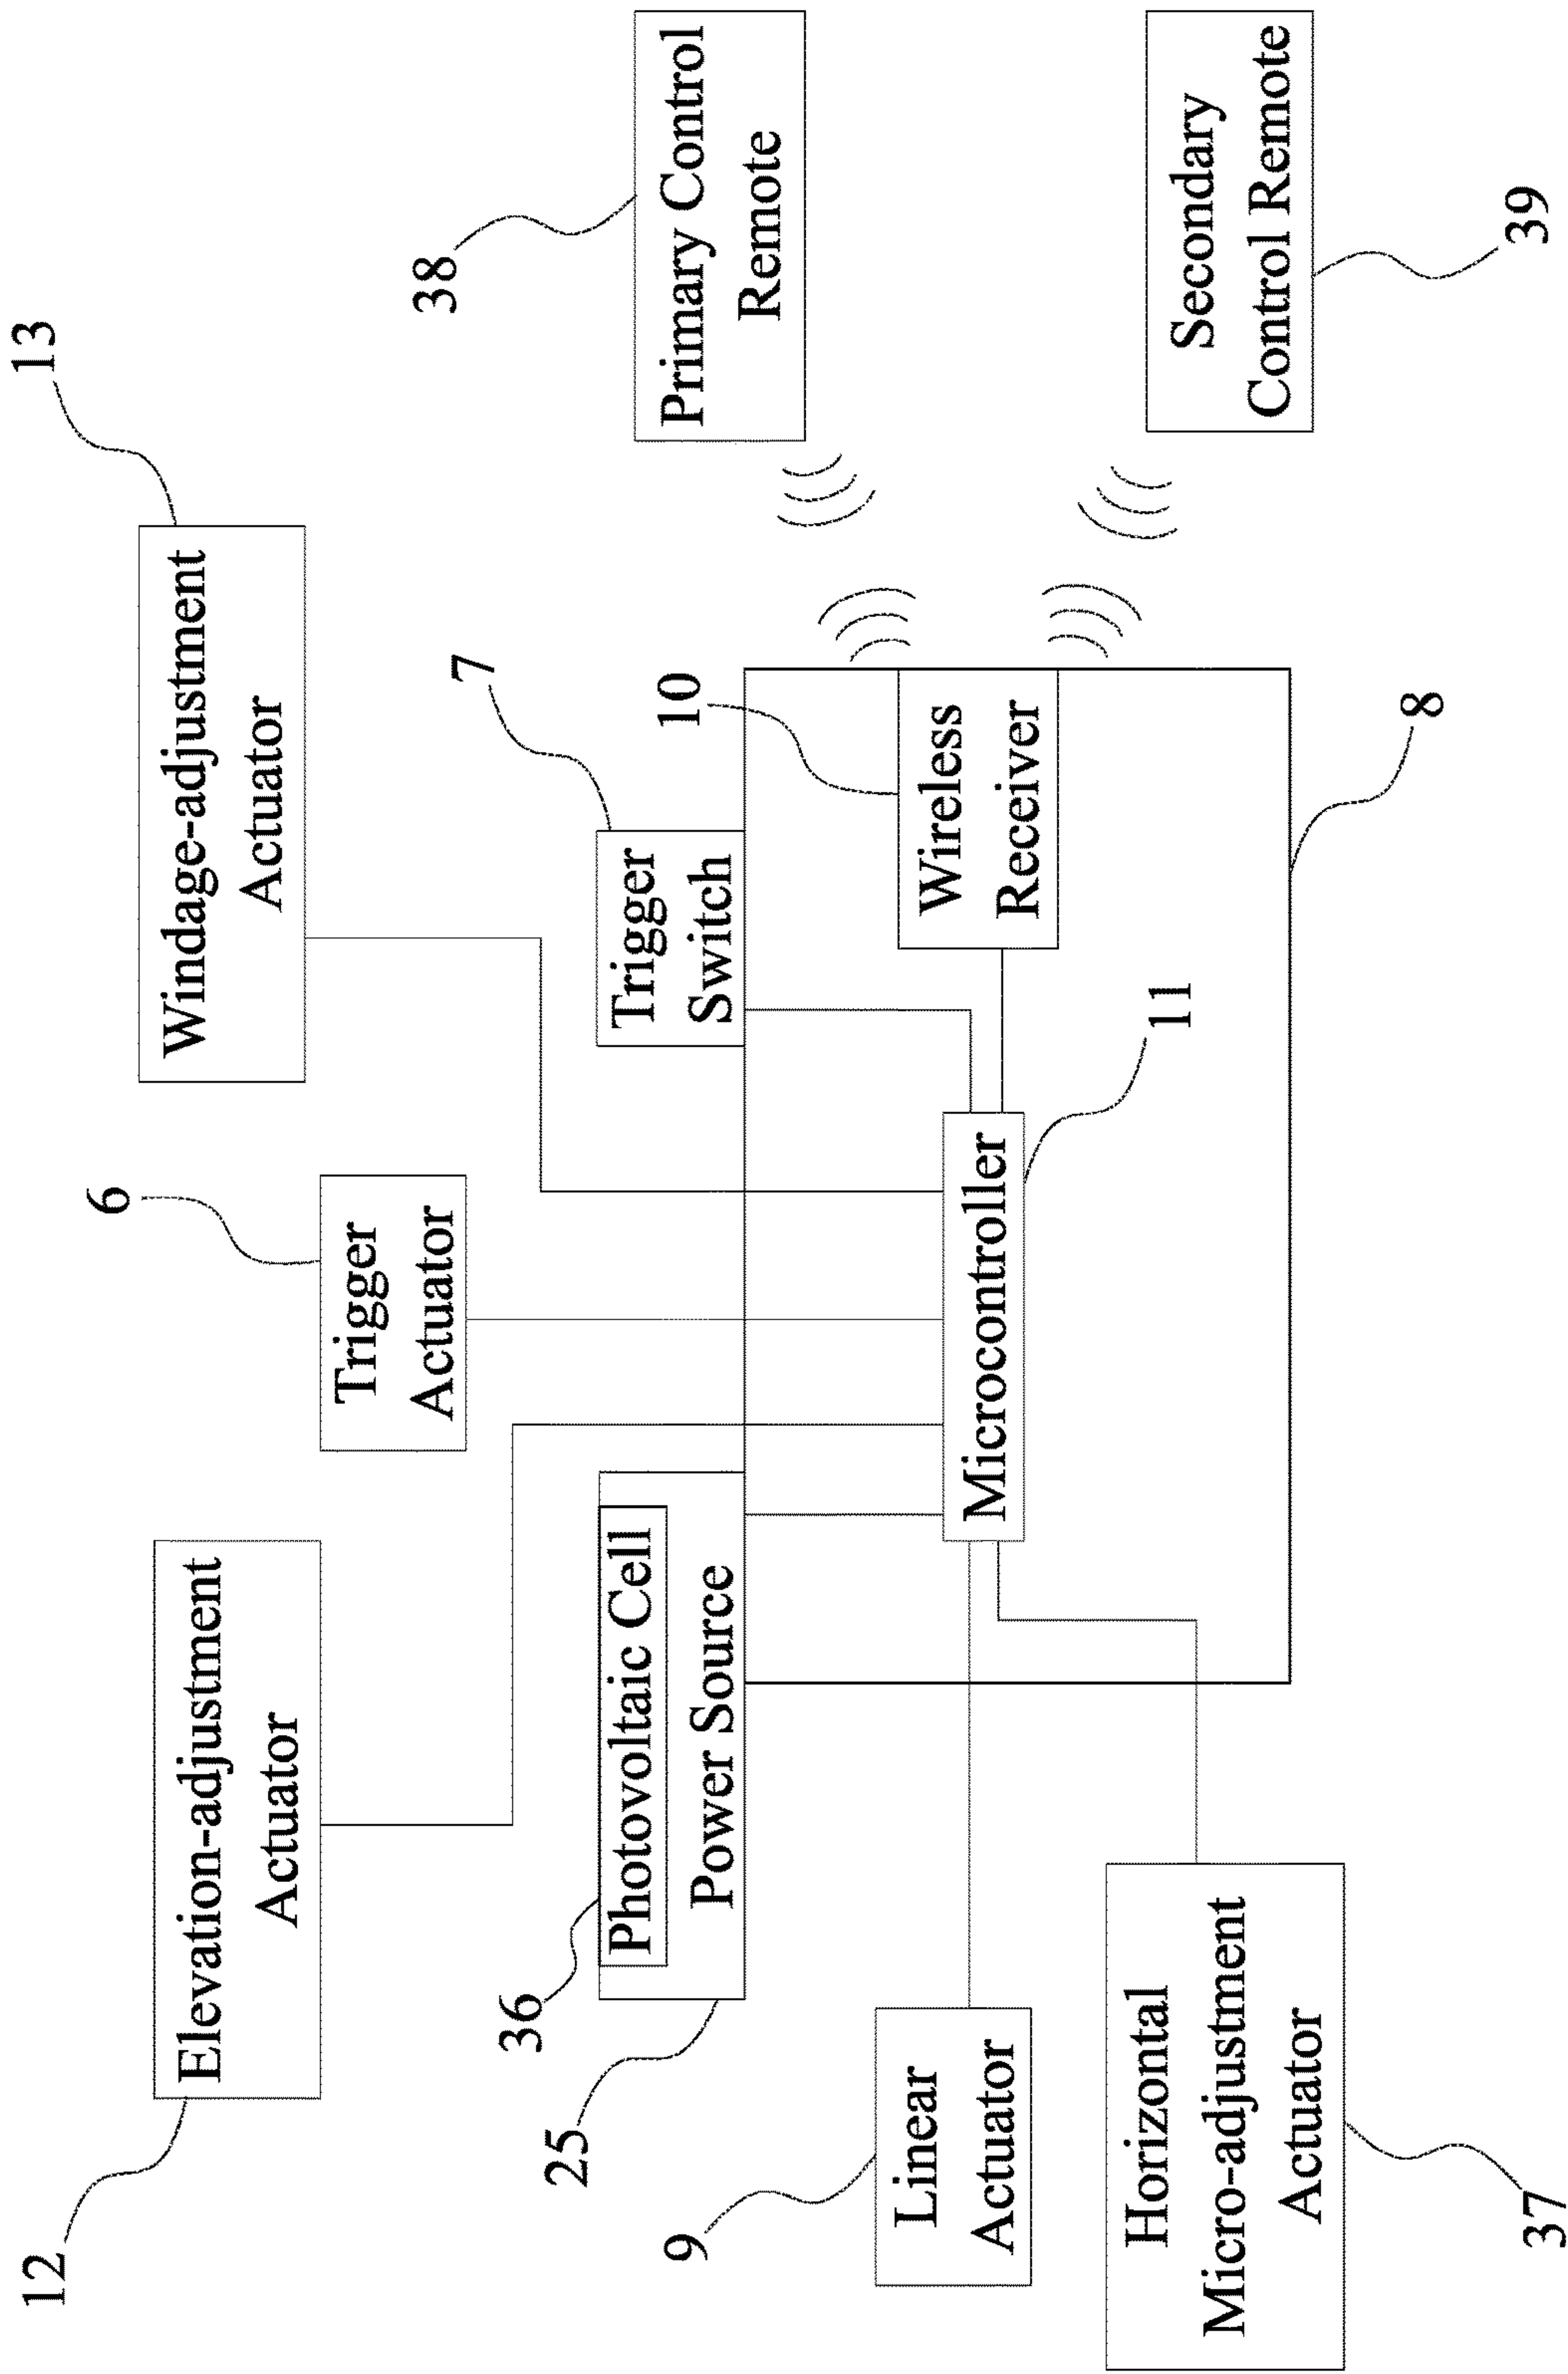 12
Elevation-adjustment
Actuator
6
Trigger
Actuator
13
Windage-adjustment
Actuator
36
25
Photovoltaic Cell
Power Source
7
Trigger
Switch
38
Primary Control
Remote
10
Wireless
Receiver
9
Linear
Actuator
Microcontroller
11
Horizontal
Micro-adjustment
Actuator
37
8
Secondary
Control Remote
39